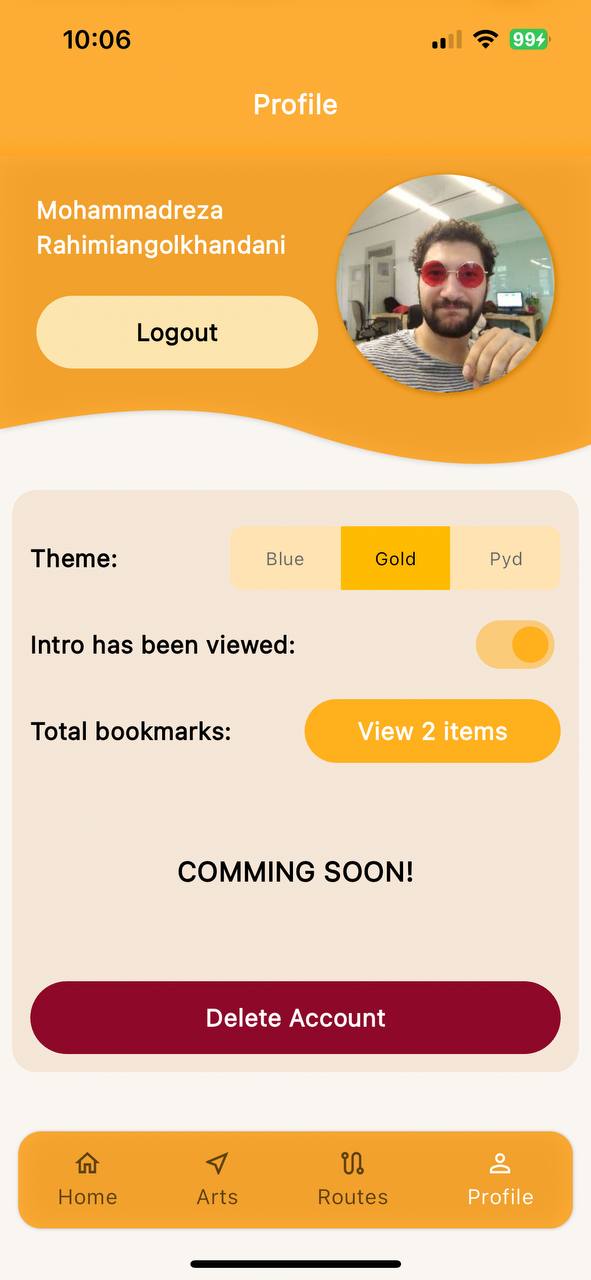 10:06
99
Profile
Mohammadreza
Rahimiangolkhandani
Logout
Theme:
Blue
Gold
Pyd
Intro has been viewed:
Total bookmarks:
View 2 items
COMMING SOON!
Delete Account
Home
Arts
Routes
Profile